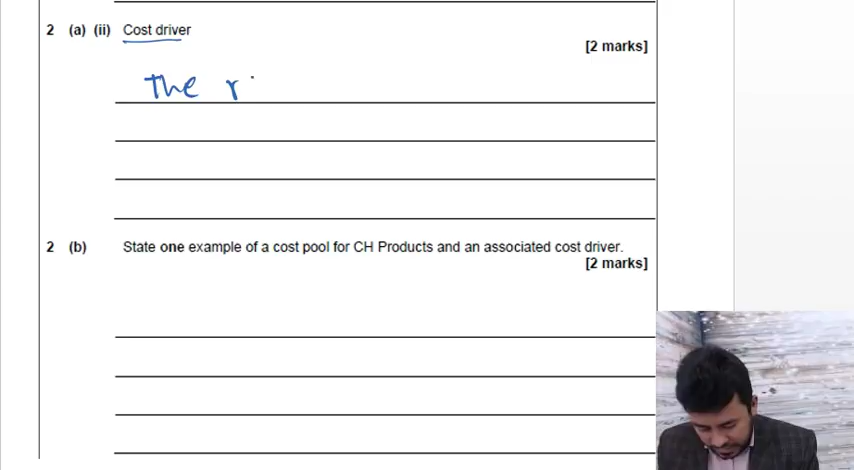 2 (a) (ii) Cost driver
[2 marks]
The r
2 (b) State one example of a cost pool for CH Products and an associated cost driver.
[2 marks]